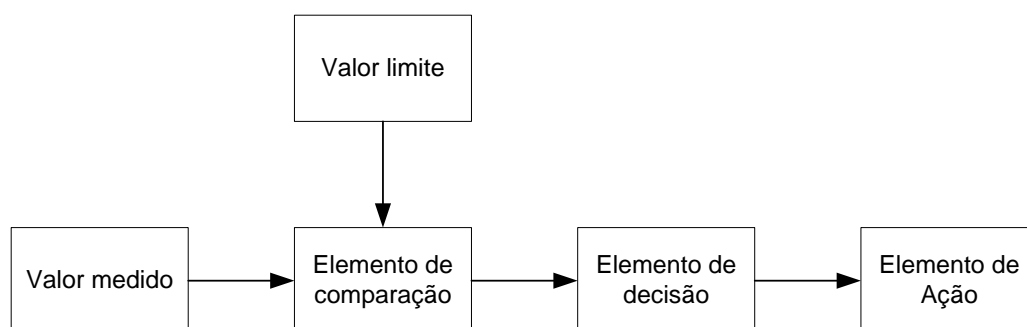 Valor limite
Valor medido
Elemento de
comparação
Elemento de
decisão
Elemento de
Ação